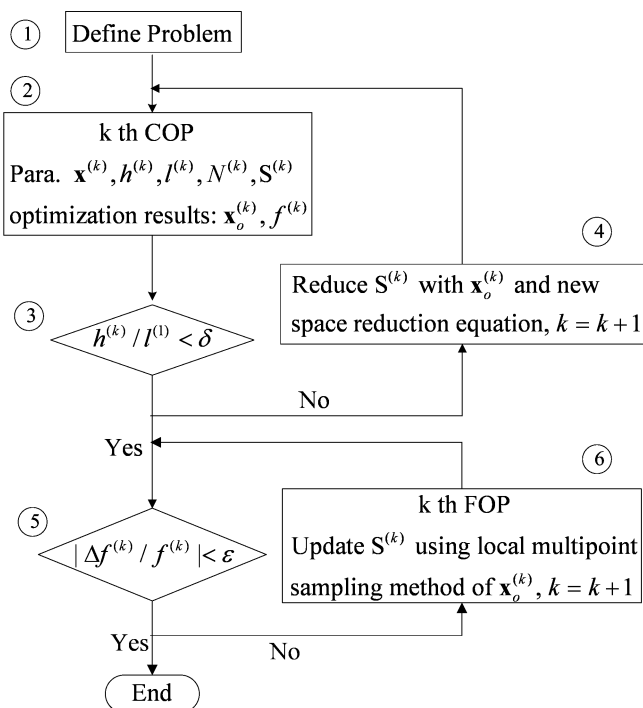 ① Define Problem
②
k th COP
Para. x^(k), h^(k), l^(k), N^(k), S^(k)
optimization results: x_o^(k), f^(k)
④
Reduce S^(k) with x_o^(k) and new
space reduction equation, k = k + 1
③
h^(k) / l^(1) < δ
No
Yes
⑥
k th FOP
Update S^(k) using local multipoint
sampling method of x_o^(k), k = k + 1
⑤
| Δf^(k) / f^(k) | < ε
Yes
No
End